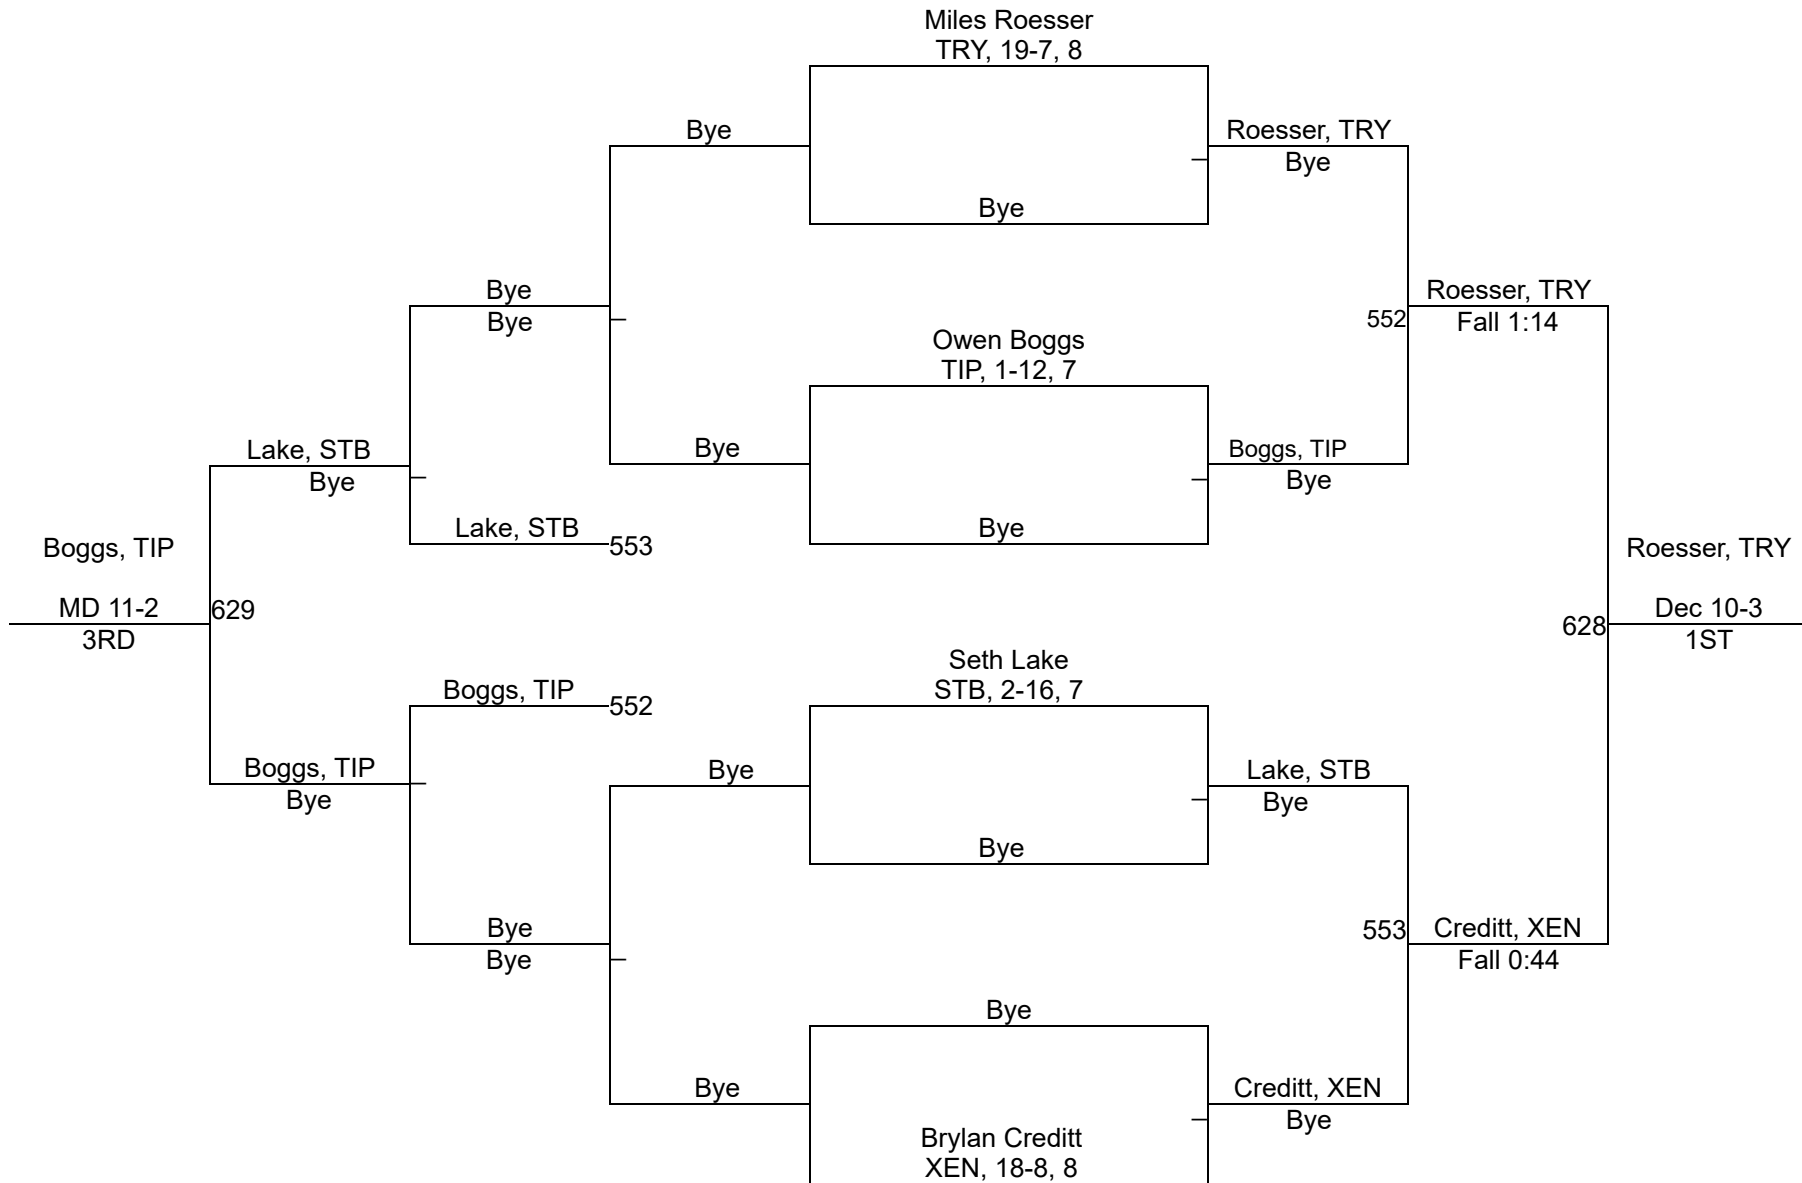 Miles Roesser
TRY, 19-7, 8
Bye
Roesser, TRY
Bye
Bye
Bye
Bye
Roesser, TRY
552
Fall 1:14
Owen Boggs
TIP, 1-12, 7
Lake, STB
Bye
Bye
Boggs, TIP
Bye
Lake, STB
553
Bye
Boggs, TIP
Roesser, TRY
MD 11-2
629
3RD
Dec 10-3
628
1ST
Seth Lake
STB, 2-16, 7
Boggs, TIP
552
Boggs, TIP
Bye
Bye
Lake, STB
Bye
Bye
Bye
Bye
553
Creditt, XEN
Fall 0:44
Bye
Bye
Creditt, XEN
Bye
Brylan Creditt
XEN, 18-8, 8